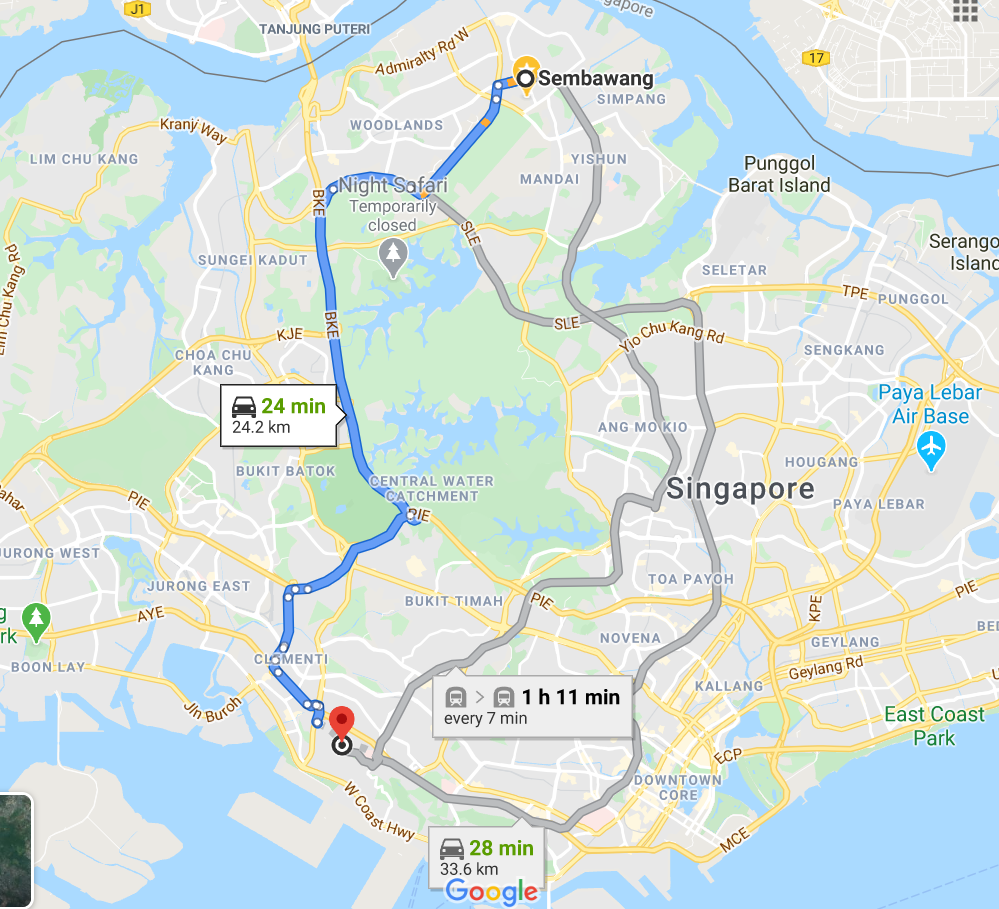 J1
TANJUNG PUTERI
Singapore
17
Admiralty Rd W
Sembawang
SIMPANG
Kranji Way
WOODLANDS
LIM CHU KANG
YISHUN
MANDAI
Punggol
Barat Island
Night Safari
Temporarily
closed
BKE
SLE
Lim Chu Kang Rd
SUNGEI KADUT
Island
SELETAR
TPE
PUNGGOL
BKE
KJE
SLE
Yio Chu Kang Rd
CHOA CHU
KANG
SENGKANG
24 min
24.2 km
Paya Lebar
Air Base
ANG MO KIO
BUKIT BATOK
HOUGANG
CENTRAL WATER
CATCHMENT
Singapore
PIE
PIE
PAYA LEBAR
JURONG WEST
JURONG EAST
TOA PAYOH
BUKIT TIMAH
PIE
KPE
PIE
AYE
NOVENA
GEYLANG
BOON LAY
CLEMENTI
Geylang Rd
KALLANG
Jln Buroh
1 h 11 min
every 7 min
East Coast
Park
ECP
DOWNTOWN
CORE
W Coast Hwy
MCE
28 min
33.6 km
Google